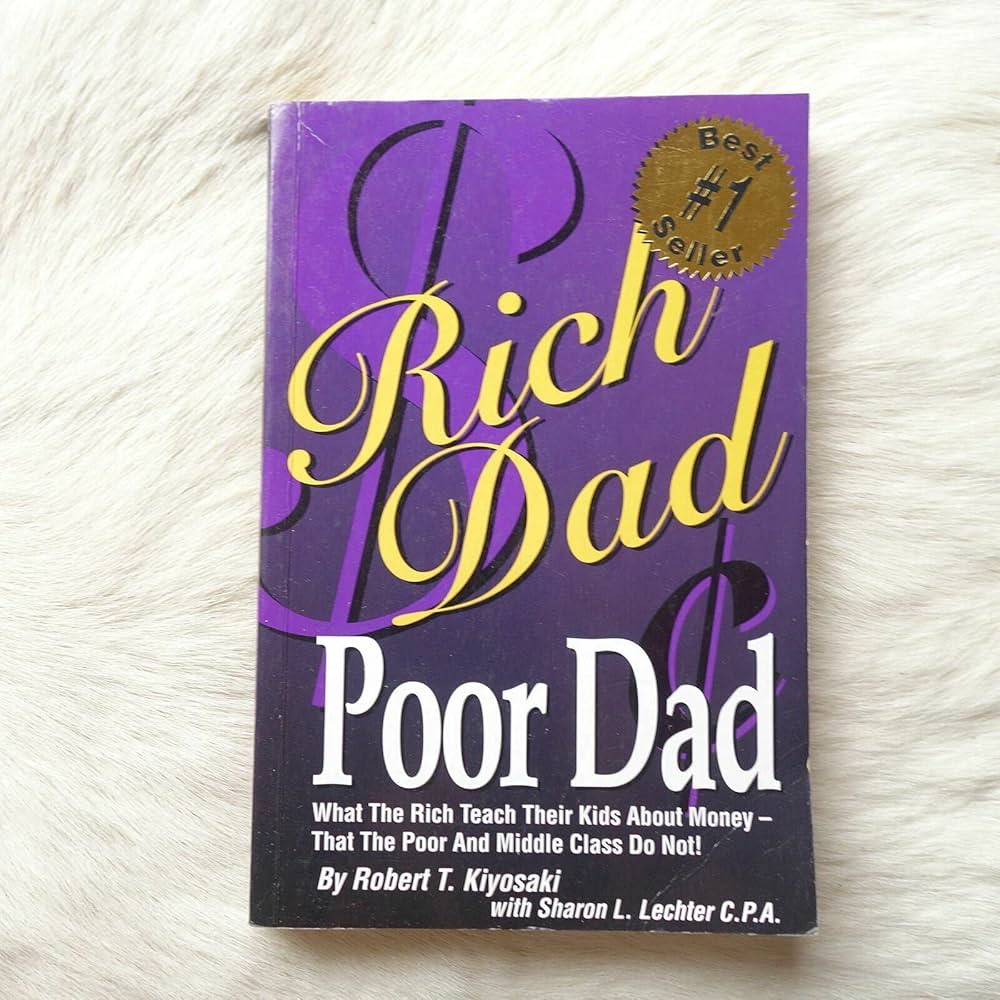 Best
#1
Seller
Rich
Dad
Poor Dad
What The Rich Teach Their Kids About Money –
That The Poor And Middle Class Do Not!
By Robert T. Kiyosaki
with Sharon L. Lechter C.P.A.